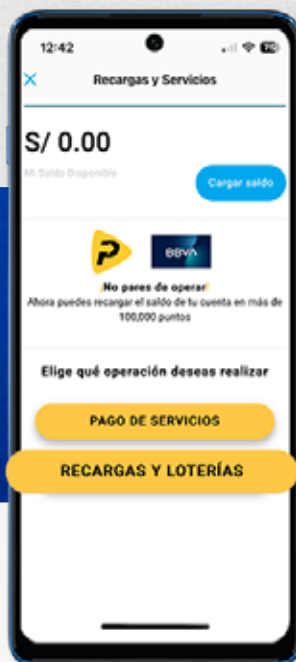 12:42
Recargas y Servicios
S/ 0.00
Mi Saldo Disponible
Cargar saldo
BBVA
¡No pares de operar!
Ahora puedes recargar el saldo de tu cuenta en más de
100,000 puntos
Elige qué operación deseas realizar
PAGO DE SERVICIOS
RECARGAS Y LOTERÍAS